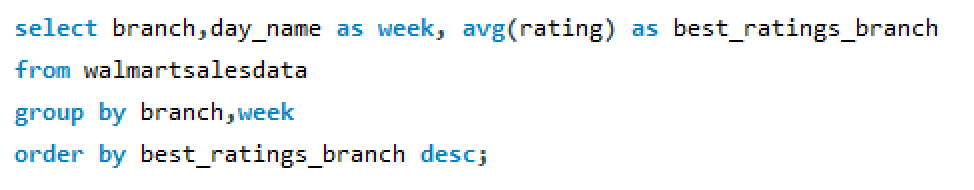 select branch,day_name as week, avg(rating) as best_ratings_branch
from walmartsalesdata
group by branch,week
order by best_ratings_branch desc;